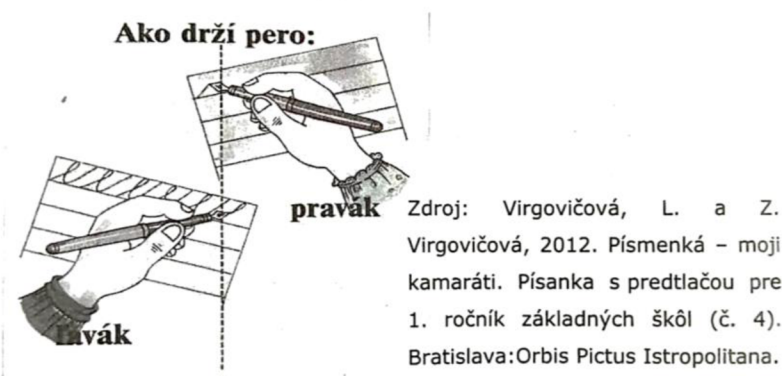 Ako drží pero:
pravák
ľavák
Zdroj: Virgovičová, L. a Z.
Virgovičová, 2012. Písmenká – moji
kamaráti. Písanka s predtlačou pre
1. ročník základných škôl (č. 4).
Bratislava:Orbis Pictus Istropolitana.